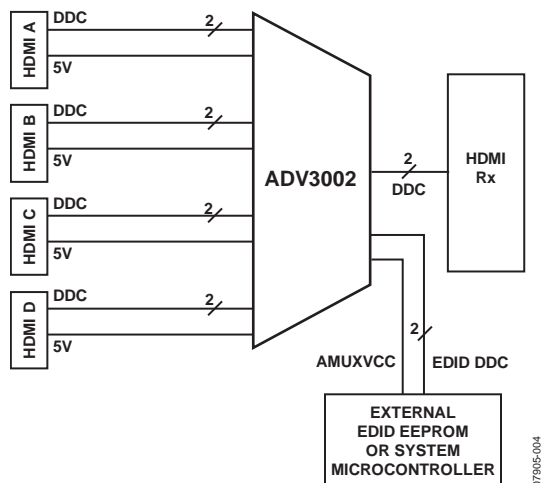 HDMI A
DDC
2
5V
HDMI B
DDC
2
5V
HDMI C
DDC
2
5V
HDMI D
DDC
2
5V
ADV3002
2
DDC
HDMI
Rx
2
AMUXVCC
EDID DDC
EXTERNAL
EDID EEPROM
OR SYSTEM
MICROCONTROLLER
07905-004